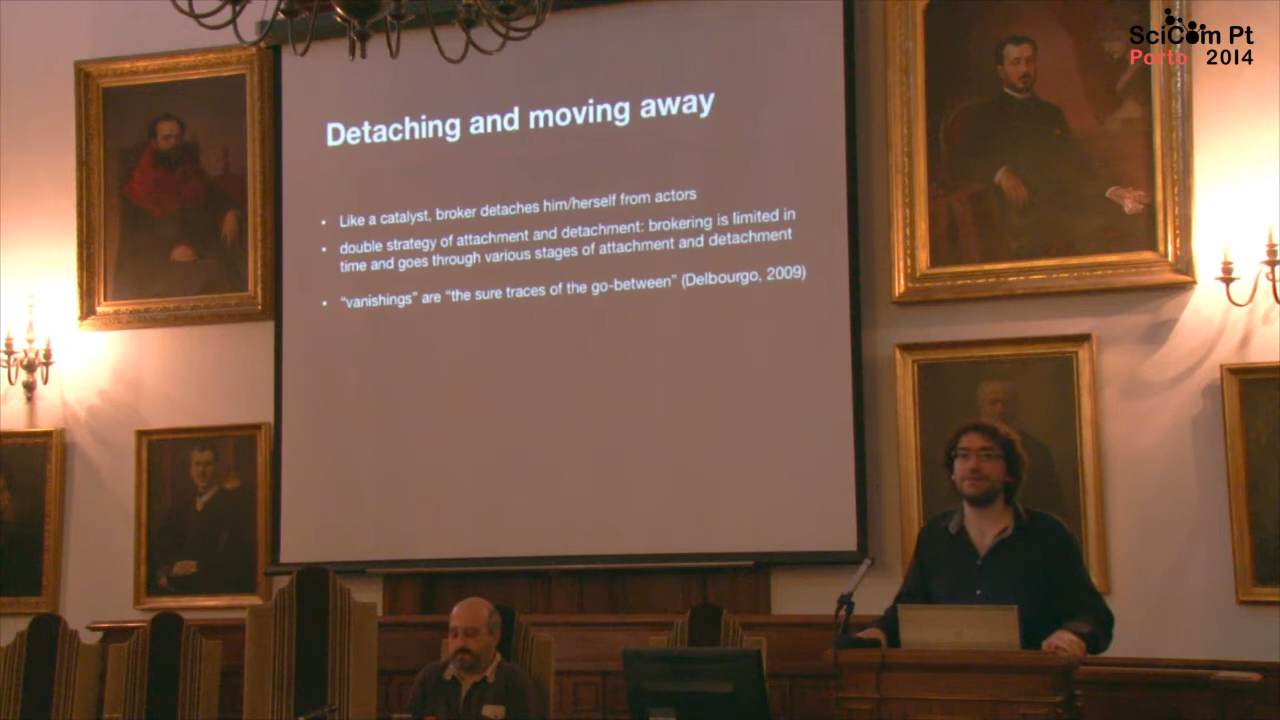 SciCom Pt
Porto 2014
Detaching and moving away
• Like a catalyst, broker detaches him/herself from actors
• double strategy of attachment and detachment: brokering is limited in
time and goes through various stages of attachment and detachment
• “vanishings” are “the sure traces of the go-between” (Delbourgo, 2009)